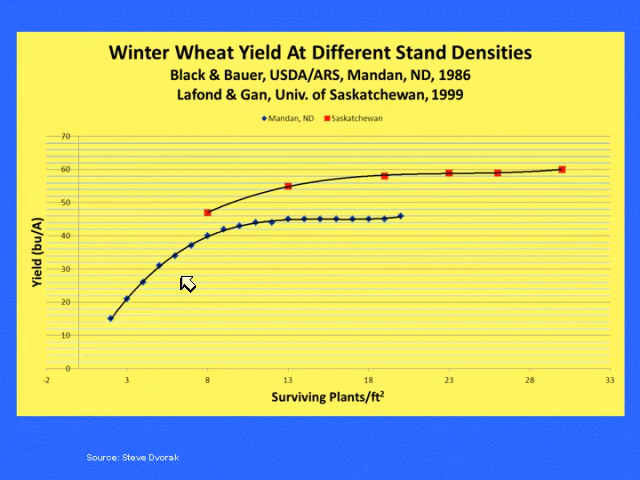 Winter Wheat Yield At Different Stand Densities
Black & Bauer, USDA/ARS, Mandan, ND, 1986
Lafond & Gan, Univ. of Saskatchewan, 1999
Mandan, ND Saskatchewan
70
60
50
40
30
20
10
0
Yield (bu/A)
-2 3 8 13 18 23 28 33
Surviving Plants/ft²
Source: Steve Dvorak